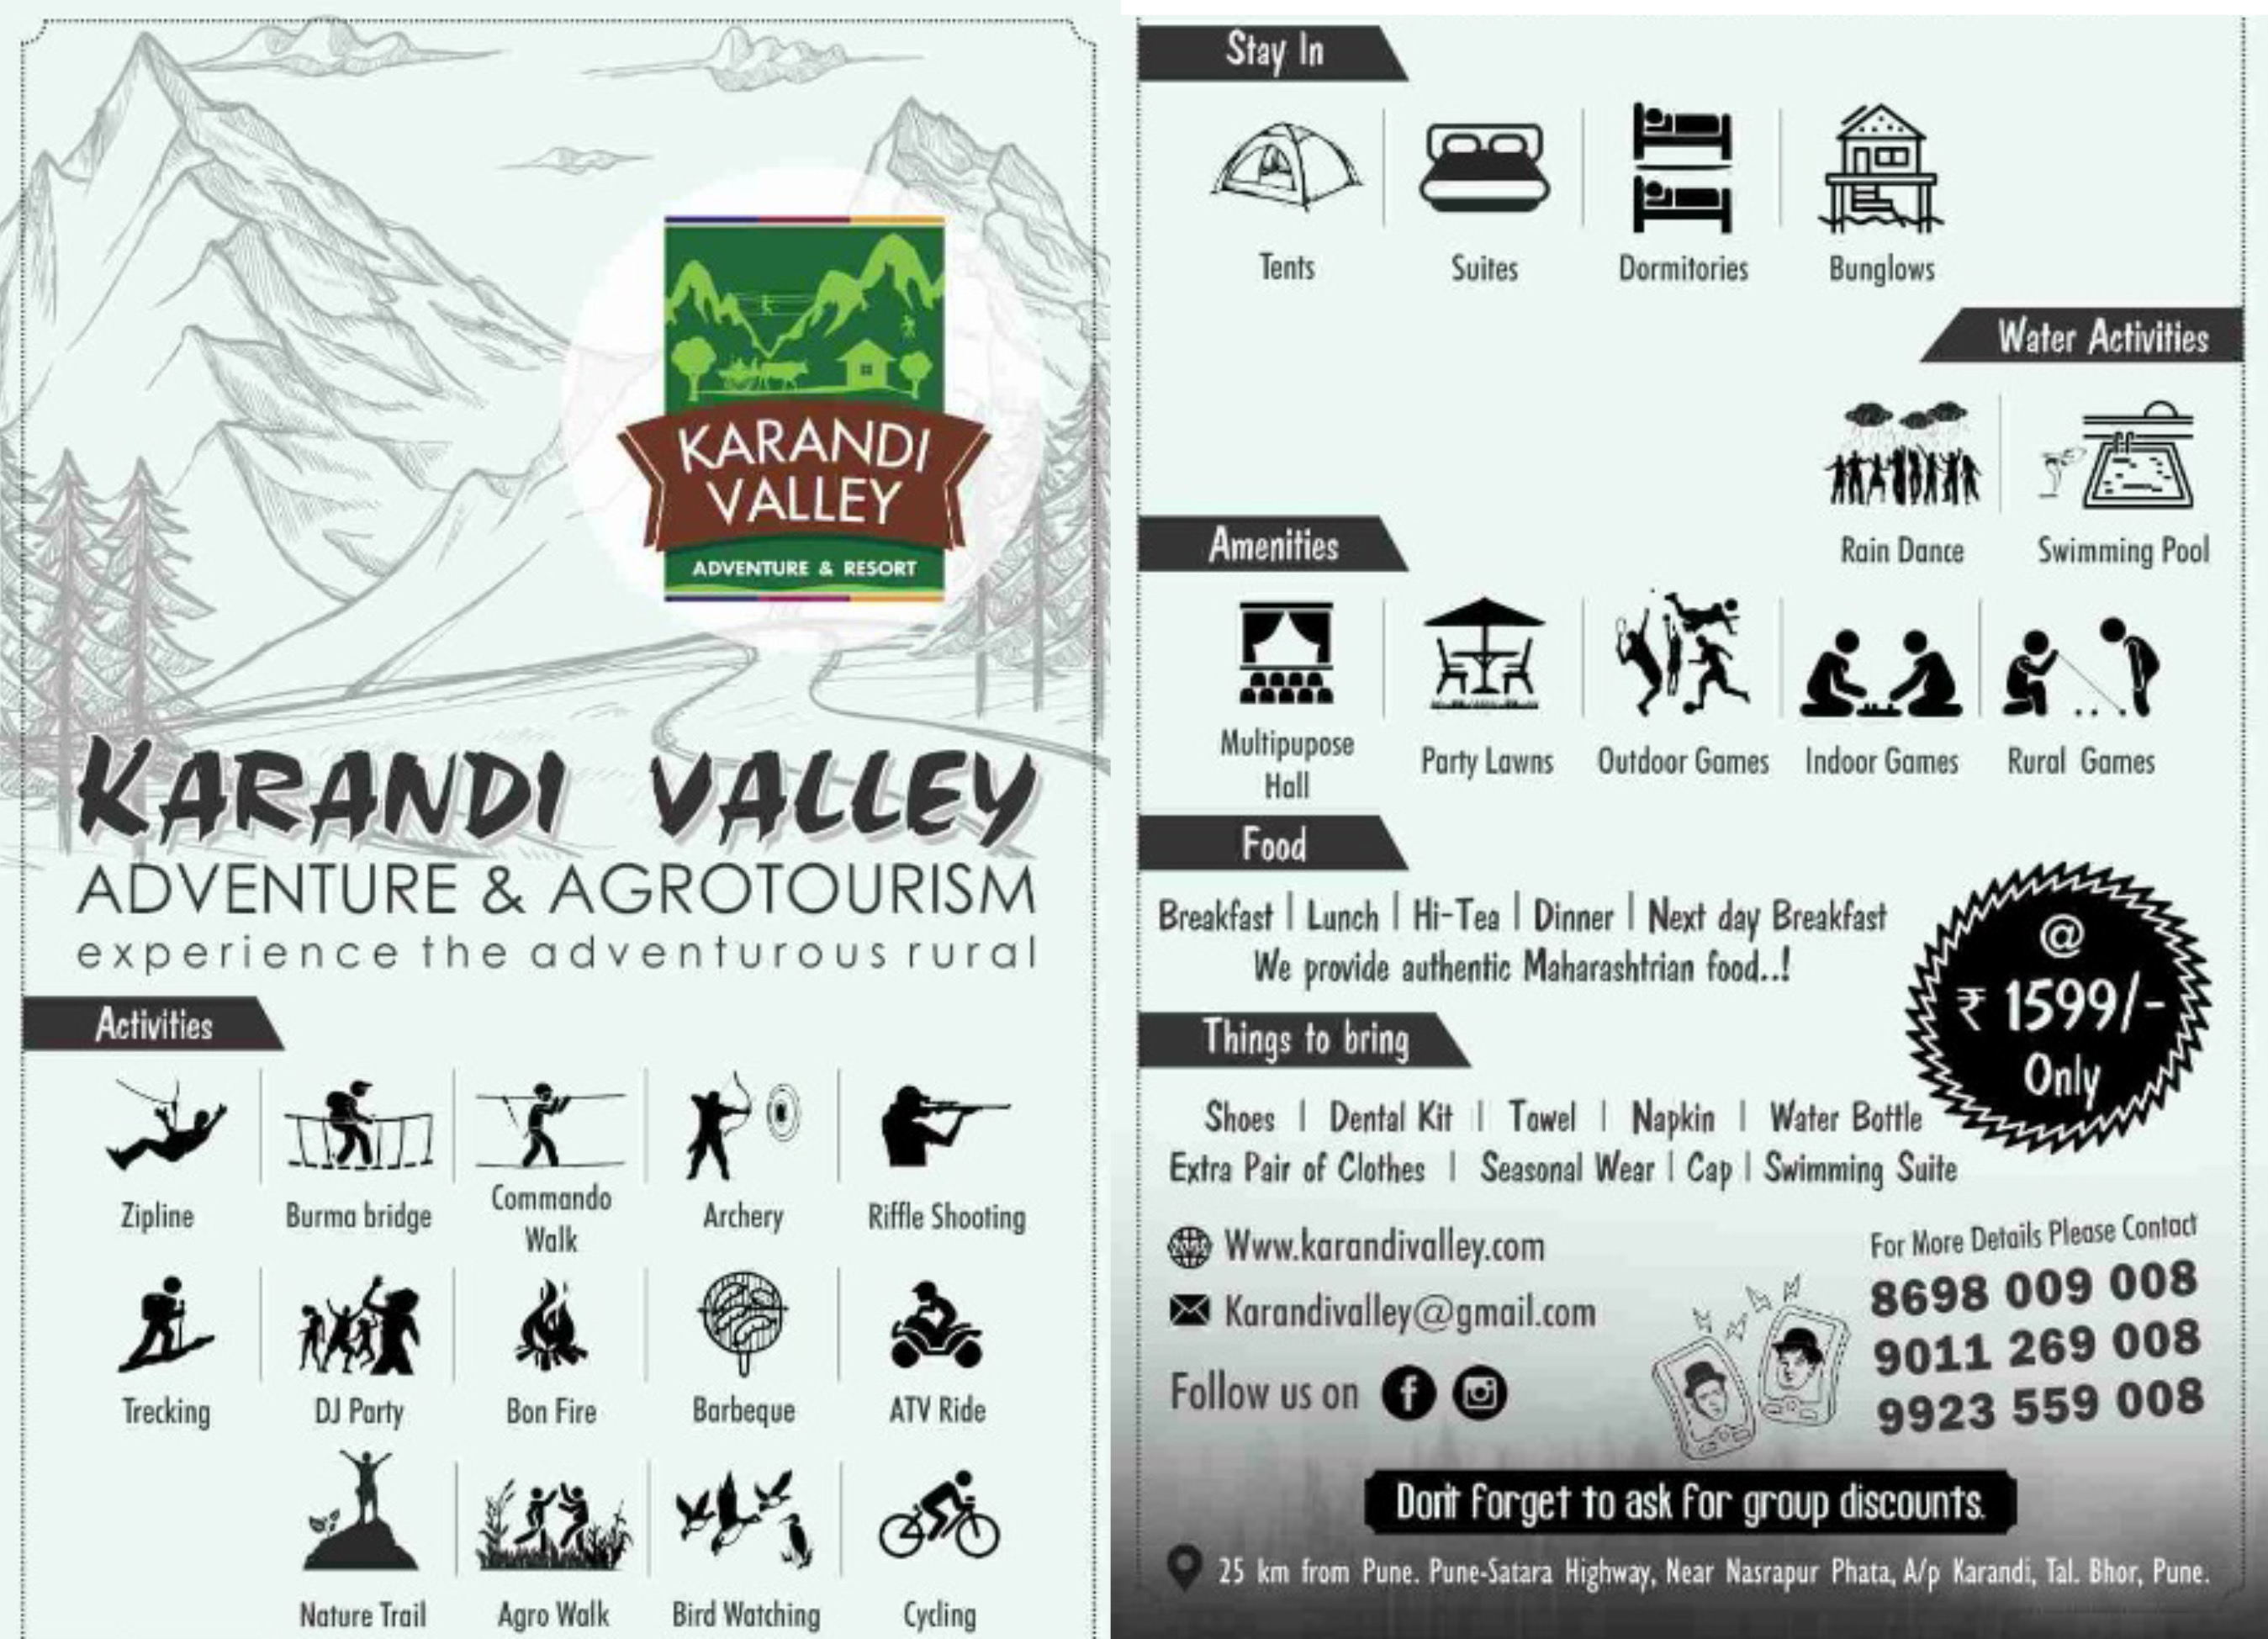 KARANDI
VALLEY
ADVENTURE & RESORT
KARANDI VALLEY
ADVENTURE & AGROTOURISM
experience the adventurous rural
Activities
Zipline
Burma bridge
Commando
Walk
Archery
Riffle Shooting
Trecking
DJ Party
Bon Fire
Barbeque
ATV Ride
Nature Trail
Agro Walk
Bird Watching
Cycling
Stay In
Tents
Suites
Dormitories
Bunglows
Water Activities
Rain Dance
Swimming Pool
Amenities
Multipupose
Hall
Party Lawns
Outdoor Games
Indoor Games
Rural Games
Food
Breakfast | Lunch | Hi-Tea | Dinner | Next day Breakfast
We provide authentic Maharashtrian food..!
@
₹ 1599/-
Only
Things to bring
Shoes | Dental Kit | Towel | Napkin | Water Bottle
Extra Pair of Clothes | Seasonal Wear | Cap | Swimming Suite
Www.karandivalley.com
Karandivalley@gmail.com
Follow us on
For More Details Please Contact
8698 009 008
9011 269 008
9923 559 008
Don't Forget to ask For group discounts.
25 km from Pune. Pune-Satara Highway, Near Nasrapur Phata, A/p Karandi, Tal. Bhor, Pune.